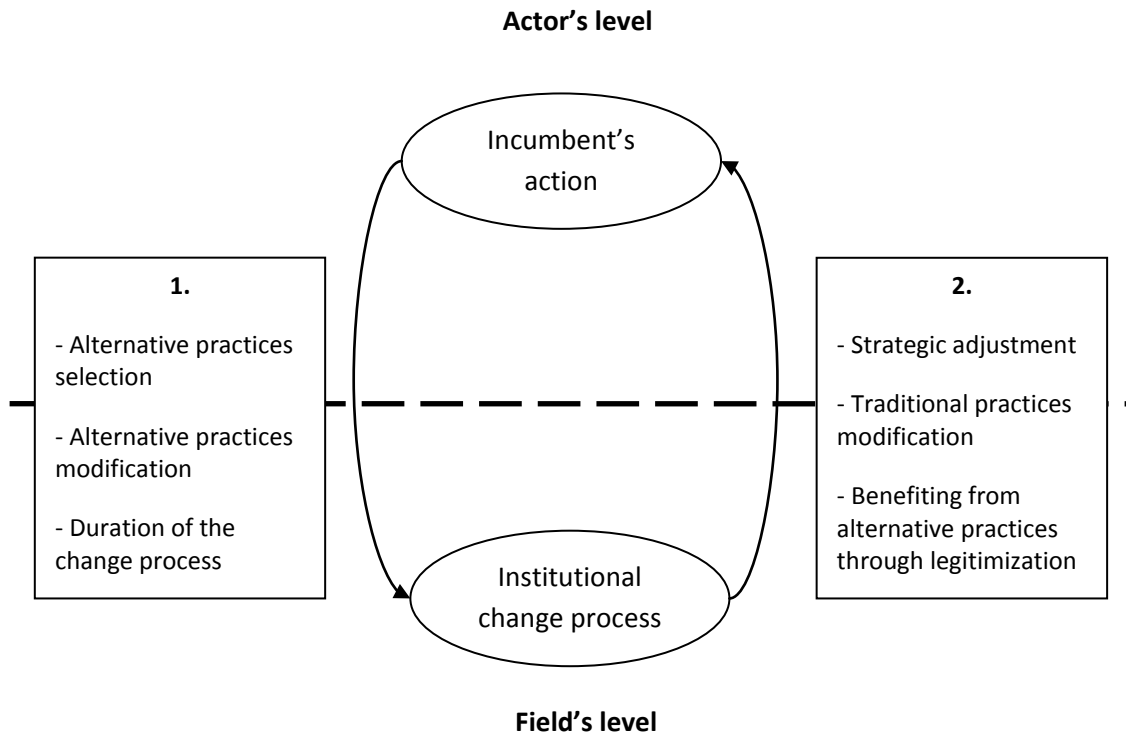 Actor’s level
Incumbent’s
action
1.
- Alternative practices
selection
- Alternative practices
modification
- Duration of the
change process
2.
- Strategic adjustment
- Traditional practices
modification
- Benefiting from
alternative practices
through legitimization
Institutional
change process
Field’s level